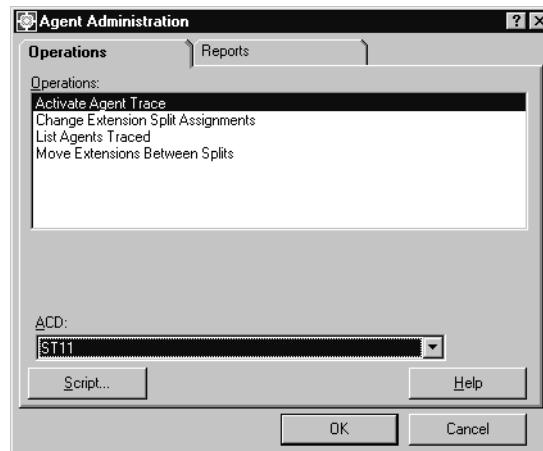 Agent Administration
Operations
Reports
Operations:
Activate Agent Trace
Change Extension Split Assignments
List Agents Traced
Move Extensions Between Splits
ACD:
ST11
Script...
Help
OK
Cancel